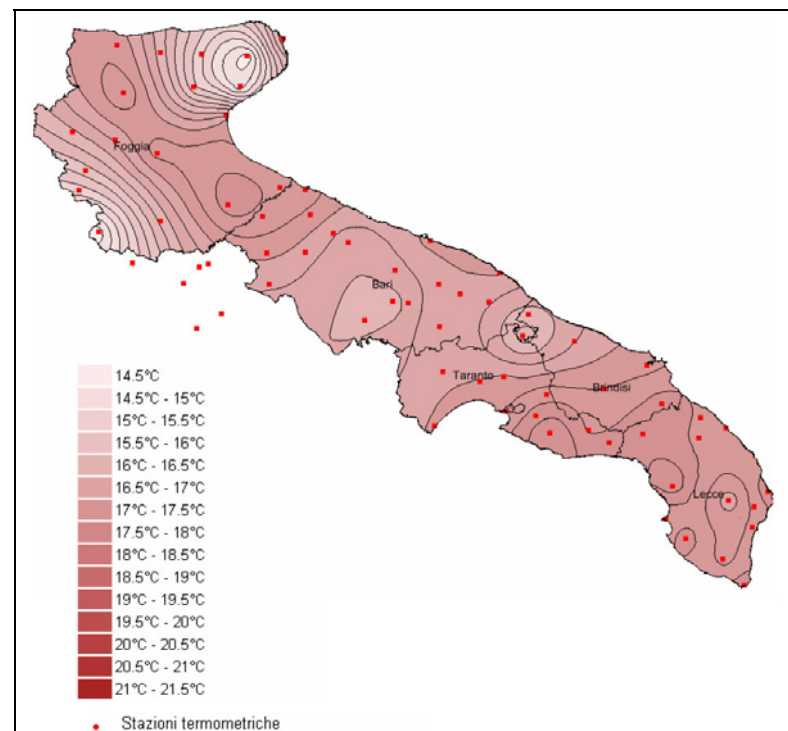 Foggia
Bari
Taranto
Brindisi
Lecce
14.5°C
14.5°C - 15°C
15°C - 15.5°C
15.5°C - 16°C
16°C - 16.5°C
16.5°C - 17°C
17°C - 17.5°C
17.5°C - 18°C
18°C - 18.5°C
18.5°C - 19°C
19°C - 19.5°C
19.5°C - 20°C
20°C - 20.5°C
20.5°C - 21°C
21°C - 21.5°C
Stazioni termometriche